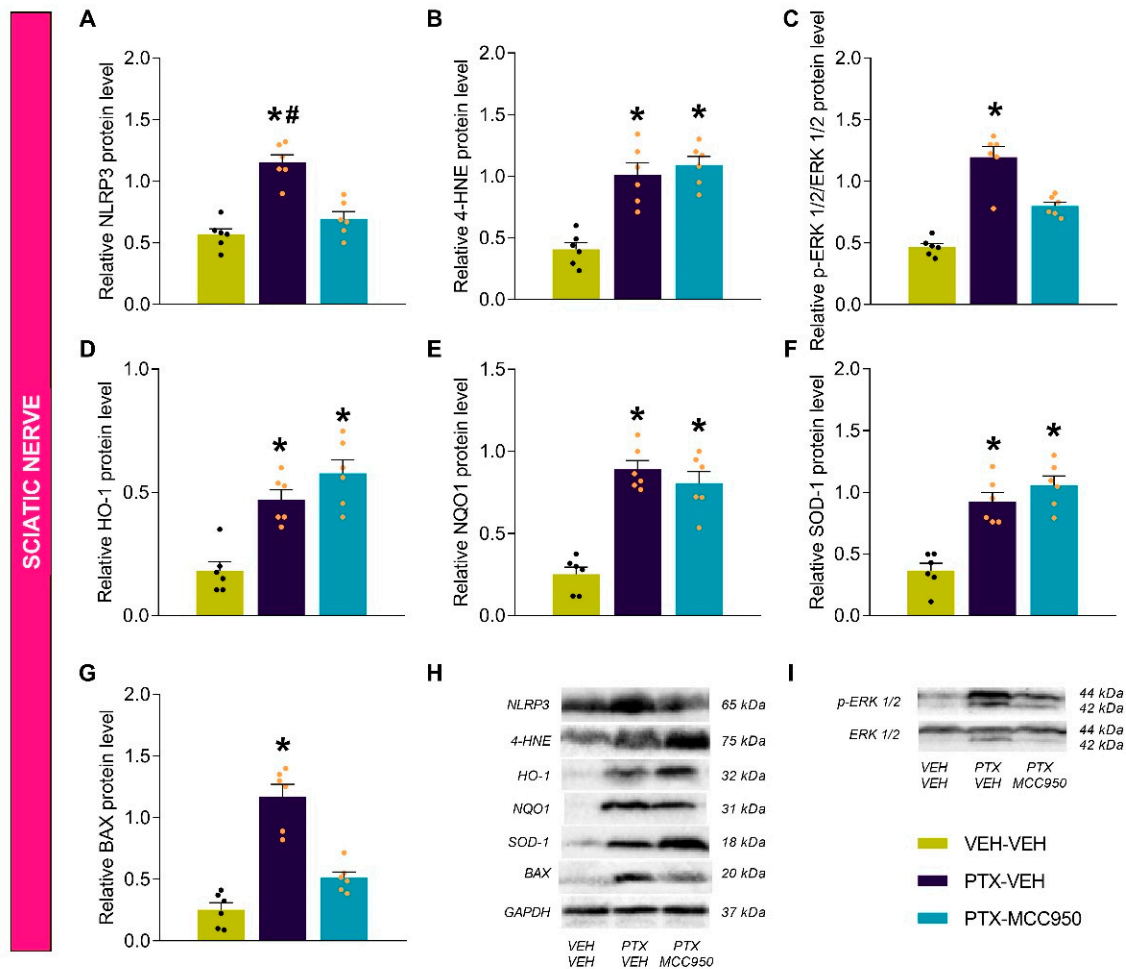 SCIATIC NERVE
A
Relative NLRP3 protein level
2.0
1.5
1.0
0.5
0.0
*#
B
Relative 4-HNE protein level
2.0
1.5
1.0
0.5
0.0
*
*
C
Relative p-ERK 1/2/ERK 1/2 protein level
2.0
1.5
1.0
0.5
0.0
*
D
Relative HO-1 protein level
1.0
0.5
0.0
*
*
E
Relative NQO1 protein level
1.5
1.0
0.5
0.0
*
*
F
Relative SOD-1 protein level
2.0
1.5
1.0
0.5
0.0
*
*
G
Relative BAX protein level
2.0
1.5
1.0
0.5
0.0
*
H
NLRP3 65 kDa
4-HNE 75 kDa
HO-1 32 kDa
NQO1 31 kDa
SOD-1 18 kDa
BAX 20 kDa
GAPDH 37 kDa
VEH PTX PTX
VEH VEH MCC950
I
p-ERK 1/2 44 kDa
42 kDa
ERK 1/2 44 kDa
42 kDa
VEH PTX PTX
VEH VEH MCC950
VEH-VEH
PTX-VEH
PTX-MCC950